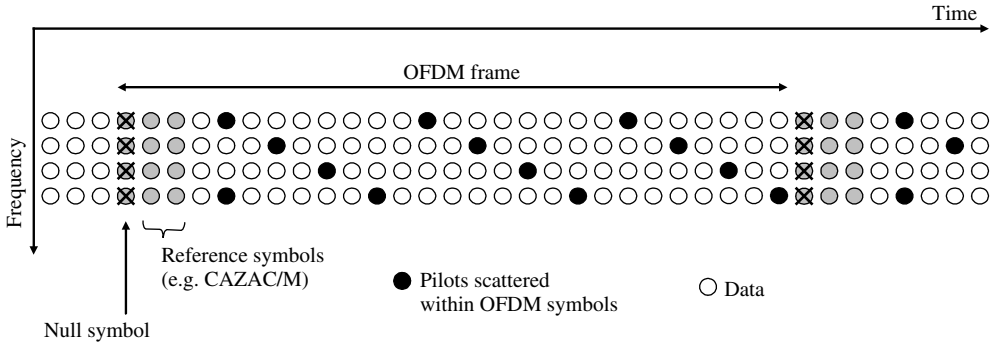 Time
OFDM frame
Frequency
Reference symbols
(e.g. CAZAC/M)
Pilots scattered
within OFDM symbols
Data
Null symbol